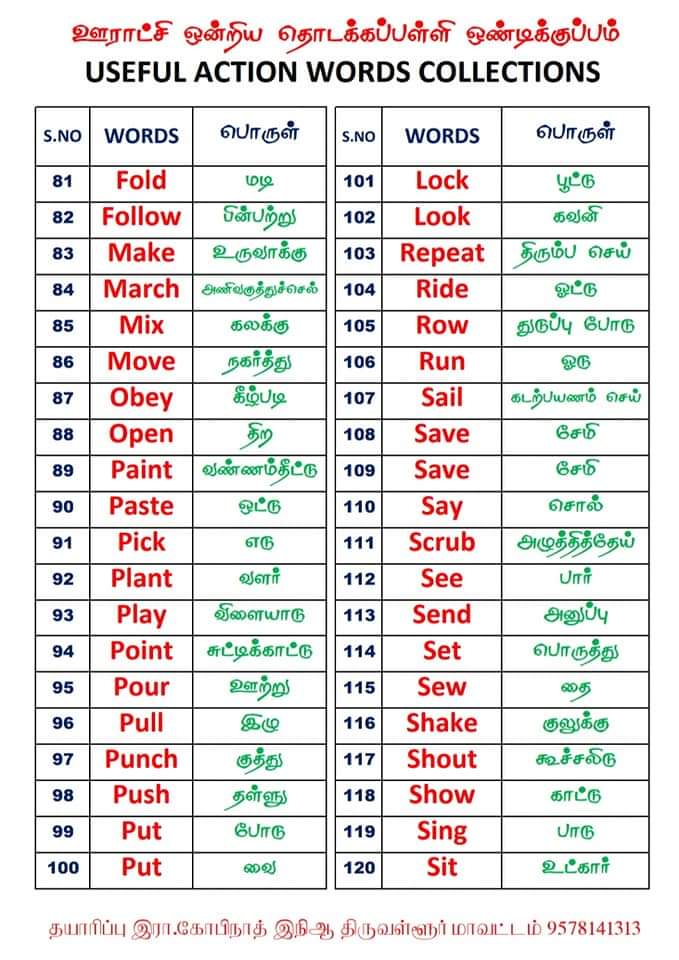 ஊராட்சி ஒன்றிய தொடக்கப்பள்ளி ஒண்டிக்குப்பம்
USEFUL ACTION WORDS COLLECTIONS
S.NO WORDS பொருள்
81 Fold மடி
82 Follow பின்பற்று
83 Make உருவாக்கு
84 March அணிவகுத்துச்செல்
85 Mix கலக்கு
86 Move நகர்த்து
87 Obey கீழ்படி
88 Open திற
89 Paint வண்ணம்தீட்டு
90 Paste ஒட்டு
91 Pick எடு
92 Plant வளர்
93 Play விளையாடு
94 Point சுட்டிக்காட்டு
95 Pour ஊற்று
96 Pull இழு
97 Punch குத்து
98 Push தள்ளு
99 Put போடு
100 Put வை
S.NO WORDS பொருள்
101 Lock பூட்டு
102 Look கவனி
103 Repeat திரும்ப செய்
104 Ride ஓட்டு
105 Row துடுப்பு போடு
106 Run ஓடு
107 Sail கடற்பயணம் செய்
108 Save சேமி
109 Save சேமி
110 Say சொல்
111 Scrub அழுத்தித்தேய்
112 See பார்
113 Send அனுப்பு
114 Set பொருத்து
115 Sew தை
116 Shake குலுக்கு
117 Shout கூச்சலிடு
118 Show காட்டு
119 Sing பாடு
120 Sit உட்கார்
தயாரிப்பு இரா.கோபிநாத் இநிஆ திருவள்ளூர் மாவட்டம் 9578141313